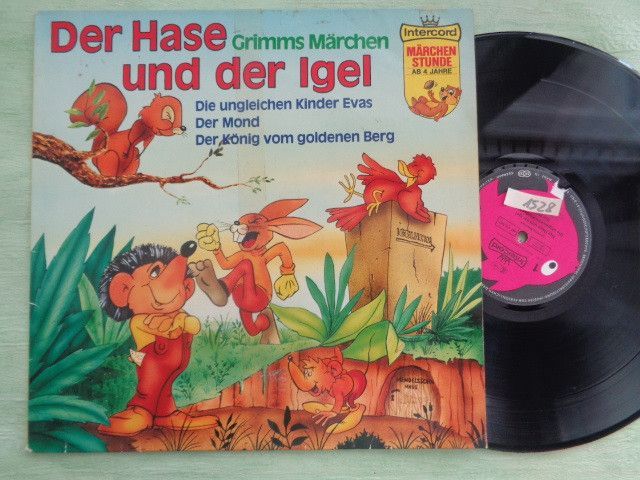 Der Hase
Grimms Märchen
und der Igel
Die ungleichen Kinder Evas
Der Mond
Der König vom goldenen Berg
Intercord
MÄRCHEN
STUNDE
AB 4 JAHRE
1528
1